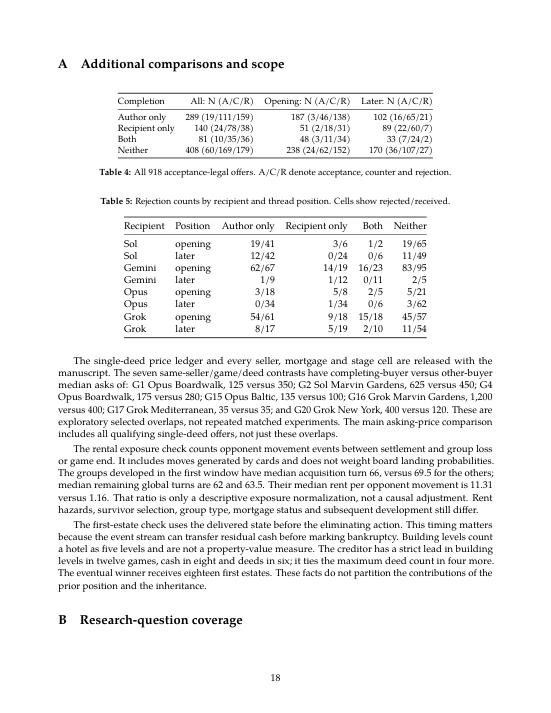 A Additional comparisons and scope
Completion All: N (A/C/R) Opening: N (A/C/R) Later: N (A/C/R)
Author only 289 (19/111/159) 187 (3/46/138) 102 (16/65/21)
Recipient only 140 (24/78/38) 51 (2/18/31) 89 (22/60/7)
Both 81 (10/35/36) 48 (3/11/34) 33 (7/24/2)
Neither 408 (60/169/179) 238 (24/62/152) 170 (36/107/27)
Table 4: All 918 acceptance-legal offers. A/C/R denote acceptance, counter and rejection.
Table 5: Rejection counts by recipient and thread position. Cells show rejected/received.
Recipient Position Author only Recipient only Both Neither
Sol opening 19/41 3/6 1/2 19/65
Sol later 12/42 0/24 0/6 11/49
Gemini opening 62/67 14/19 16/23 83/95
Gemini later 1/9 1/12 0/11 2/5
Opus opening 3/18 5/8 2/5 5/21
Opus later 0/34 1/34 0/6 3/62
Grok opening 54/61 9/18 15/18 45/57
Grok later 8/17 5/19 2/10 11/54
The single-deed price ledger and every seller, mortgage and stage cell are released with the
manuscript. The seven same-seller/game/deed contrasts have completing-buyer versus other-buyer
median asks of: G1 Opus Boardwalk, 125 versus 350; G2 Sol Marvin Gardens, 625 versus 450; G4
Opus Boardwalk, 175 versus 280; G15 Opus Baltic, 135 versus 100; G16 Grok Marvin Gardens, 1,200
versus 400; G17 Grok Mediterranean, 35 versus 35; and G20 Grok New York, 400 versus 120. These are
exploratory selected overlaps, not repeated matched experiments. The main asking-price comparison
includes all qualifying single-deed offers, not just these overlaps.
The rental exposure check counts opponent movement events between settlement and group loss
or game end. It includes moves generated by cards and does not weight board landing probabilities.
The groups developed in the first window have median acquisition turn 66, versus 69.5 for the others;
median remaining global turns are 62 and 63.5. Their median rent per opponent movement is 11.31
versus 1.16. That ratio is only a descriptive exposure normalization, not a causal adjustment. Rent
hazards, survivor selection, group type, mortgage status and subsequent development still differ.
The first-estate check uses the delivered state before the eliminating action. This timing matters
because the event stream can transfer residual cash before marking bankruptcy. Building levels count
a hotel as five levels and are not a property-value measure. The creditor has a strict lead in building
levels in twelve games, cash in eight and deeds in six; it ties the maximum deed count in four more.
The eventual winner receives eighteen first estates. These facts do not partition the contributions of the
prior position and the inheritance.
B Research-question coverage
18